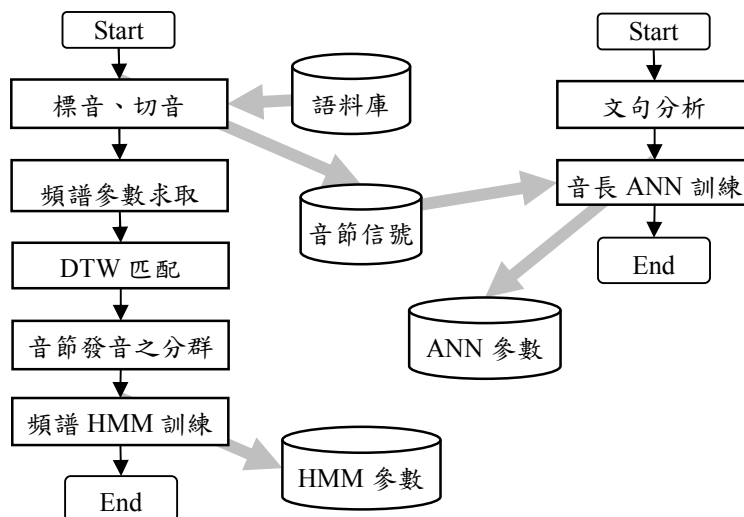 Start
標音、切音
語料庫
頻譜參數求取
音節信號
DTW 匹配
音節發音之分群
頻譜 HMM 訓練
HMM 參數
End
Start
文句分析
音長 ANN 訓練
End
ANN 參數